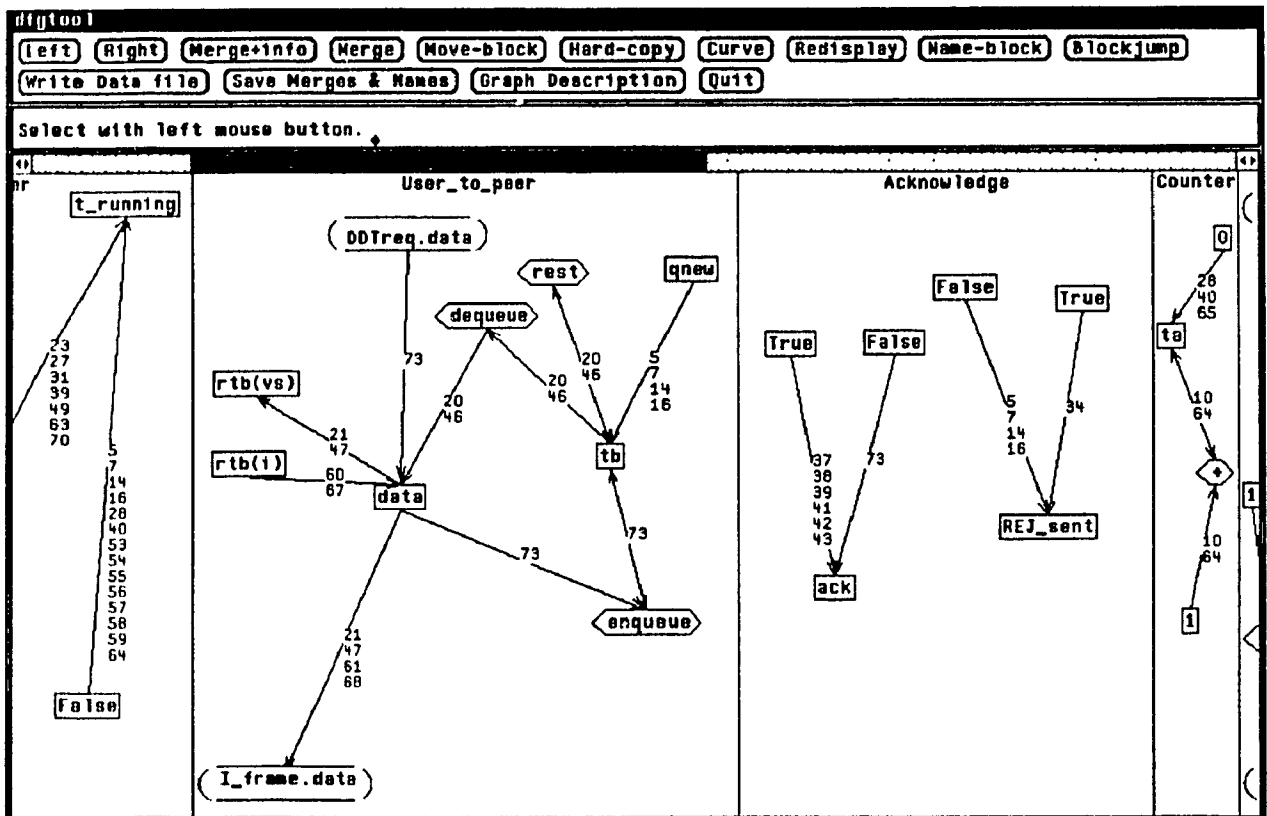 dfgtool
Left Right Merge+info Merge Move-block Hard-copy Curve Redisplay Name-block Blockjump
Write Data file Save Merges & Names Graph Description Quit
Select with left mouse button.
User_to_peer
Acknowledge
Counter
t_running
23
27
31
39
49
63
70
5
7
14
16
28
40
53
54
55
56
57
58
59
64
False
DDTreq.data
rest
qnew
dequeue
73
20
46
20
46
20
46
5
7
14
16
rtb(vs)
21
47
rtb(i)
60
67
data
tb
73
73
enqueue
21
47
61
68
I_frame.data
False
True
True
False
5
7
14
16
34
37
38
39
41
42
43
73
REJ_sent
ack
0
28
40
65
ta
10
64
+
10
64
1
1